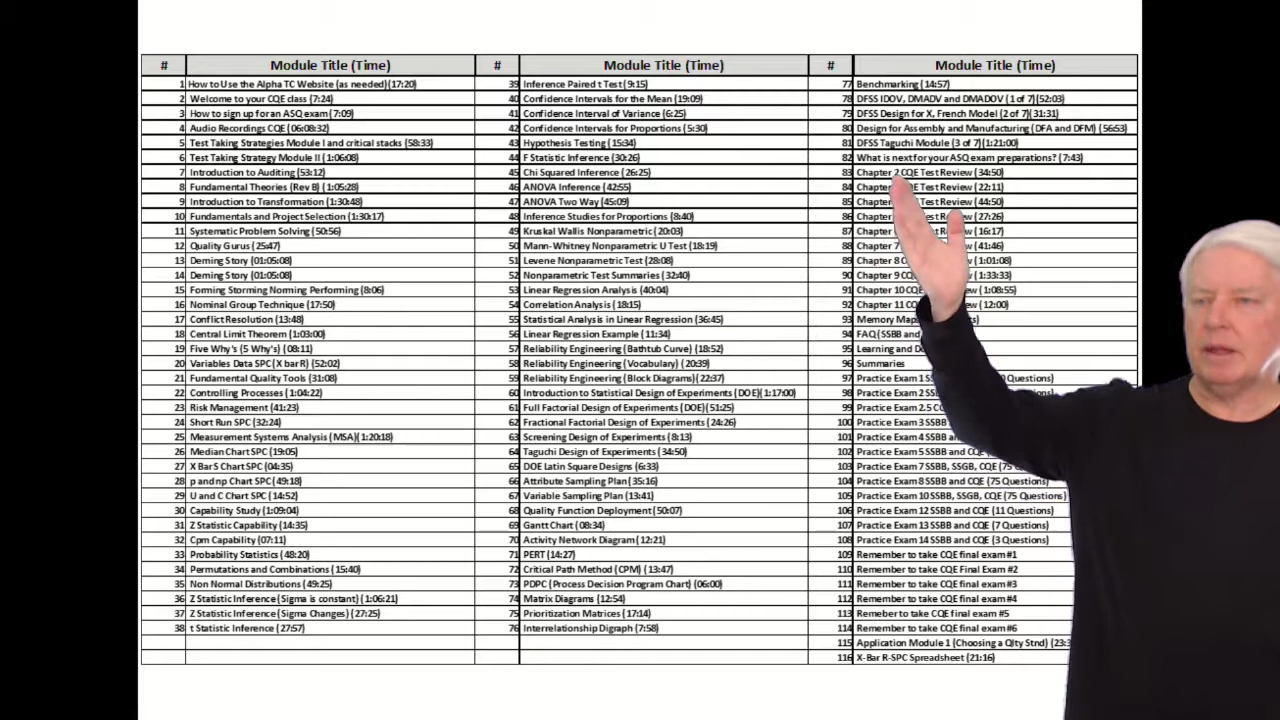 # Module Title (Time)
1 How to Use the Alpha TC Website (as needed)(17:20)
2 Welcome to your CQE class (7:24)
3 How to sign up for an ASQ exam (7:09)
4 Audio Recordings CQE (06:08:32)
5 Test Taking Strategies Module I and critical stacks (58:33)
6 Test Taking Strategy Module II (1:06:08)
7 Introduction to Auditing (53:12)
8 Fundamental Theories (Rev B) (1:05:28)
9 Introduction to Transformation (1:30:48)
10 Fundamentals and Project Selection (1:30:17)
11 Systematic Problem Solving (50:56)
12 Quality Gurus (25:47)
13 Deming Story (01:05:08)
14 Deming Story (01:05:08)
15 Forming Storming Norming Performing (8:06)
16 Nominal Group Technique (17:50)
17 Conflict Resolution (13:48)
18 Central Limit Theorem (1:03:00)
19 Five Why's (5 Why's) (08:11)
20 Variables Data SPC (X bar R) (52:02)
21 Fundamental Quality Tools (31:08)
22 Controlling Processes (1:04:22)
23 Risk Management (41:23)
24 Short Run SPC (32:24)
25 Measurement Systems Analysis (MSA)(1:20:18)
26 Median Chart SPC (19:05)
27 X Bar S Chart SPC (04:35)
28 p and np Chart SPC (49:18)
29 U and C Chart SPC (14:52)
30 Capability Study (1:09:04)
31 Z Statistic Capability (14:35)
32 Cpm Capability (07:11)
33 Probability Statistics (48:20)
34 Permutations and Combinations (15:40)
35 Non Normal Distributions (49:25)
36 Z Statistic Inference (Sigma is constant) (1:06:21)
37 Z Statistic Inference (Sigma Changes) (27:25)
38 t Statistic Inference (27:57)
# Module Title (Time)
39 Inference Paired t Test (9:15)
40 Confidence Intervals for the Mean (19:09)
41 Confidence Interval of Variance (6:25)
42 Confidence Intervals for Proportions (5:30)
43 Hypothesis Testing (15:34)
44 F Statistic Inference (30:26)
45 Chi Squared Inference (26:25)
46 ANOVA Inference (42:55)
47 ANOVA Two Way (45:09)
48 Inference Studies for Proportions (8:40)
49 Kruskal Wallis Nonparametric (20:03)
50 Mann-Whitney Nonparametric U Test (18:19)
51 Levene Nonparametric Test (28:08)
52 Nonparametric Test Summaries (32:40)
53 Linear Regression Analysis (40:04)
54 Correlation Analysis (18:15)
55 Statistical Analysis in Linear Regression (36:45)
56 Linear Regression Example (11:34)
57 Reliability Engineering (Bathtub Curve) (18:52)
58 Reliability Engineering (Vocabulary) (20:39)
59 Reliability Engineering (Block Diagrams) (22:37)
60 Introduction to Statistical Design of Experiments (DOE)(1:17:00)
61 Full Factorial Design of Experiments (DOE)(51:25)
62 Fractional Factorial Design of Experiments (24:26)
63 Screening Design of Experiments (8:13)
64 Taguchi Design of Experiments (34:50)
65 DOE Latin Square Designs (6:33)
66 Attribute Sampling Plan (35:16)
67 Variable Sampling Plan (13:41)
68 Quality Function Deployment (50:07)
69 Gantt Chart (08:34)
70 Activity Network Diagram (12:21)
71 PERT (14:27)
72 Critical Path Method (CPM) (13:47)
73 PDPC (Process Decision Program Chart) (06:00)
74 Matrix Diagrams (12:54)
75 Prioritization Matrices (17:14)
76 Interrelationship Digraph (7:58)
# Module Title (Time)
77 Benchmarking (14:57)
78 DFSS IDOV, DMADV and DMADOV (1 of 7)(52:03)
79 DFSS Design for X, French Model (2 of 7)(31:31)
80 Design for Assembly and Manufacturing (DFA and DFM) (56:53)
81 DFSS Taguchi Module (3 of 7)(1:21:00)
82 What is next for your ASQ exam preparations? (7:43)
83 Chapter 2 CQE Test Review (34:50)
84 Chapter Test Review (22:11)
85 Chapter Test Review (44:50)
86 Chapter Test Review (27:26)
87 Chapter Review (16:17)
88 Chapter 7 (41:46)
89 Chapter 8 (1:01:08)
90 Chapter 9 (1:33:33)
91 Chapter 10 (1:08:55)
92 Chapter 11 (12:00)
93 Memory
94 FAQ (SSBB and
95 Learning and
96 Summaries
97 Practice Exam 1 Questions)
98 Practice Exam 2 Questions)
99 Practice Exam 2.5
100 Practice Exam 3
101 Practice Exam 4
102 Practice Exam 5 SSBB and
103 Practice Exam 7 SSBB, SSGB, CQE (75
104 Practice Exam 8 SSBB and CQE (75 Questions)
105 Practice Exam 10 SSBB, SSGB, CQE (75 Questions)
106 Practice Exam 12 SSBB and CQE (11 Questions)
107 Practice Exam 13 SSBB and CQE (7 Questions)
108 Practice Exam 14 SSBB and CQE (3 Questions)
109 Remember to take CQE final exam #1
110 Remember to take CQE Final Exam #2
111 Remember to take CQE final exam #3
112 Remember to take CQE final exam #4
113 Remeber to take CQE final exam #5
114 Remember to take CQE final exam #6
115 Application Module 1 (Choosing a Qlty Stnd)
116 X-Bar R-SPC Spreadsheet (21:16)